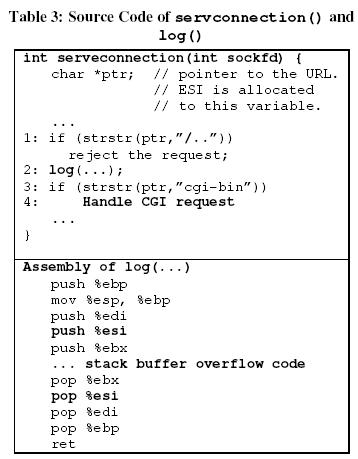 Table 3: Source Code of servconnection() and
log()
int serveconnection(int sockfd) {
char *ptr; // pointer to the URL.
// ESI is allocated
// to this variable.
...
1: if (strstr(ptr,"/.."))
reject the request;
2: log(...);
3: if (strstr(ptr,"cgi-bin"))
4: Handle CGI request
...
}
Assembly of log(...)
push %ebp
mov %esp, %ebp
push %edi
push %esi
push %ebx
... stack buffer overflow code
pop %ebx
pop %esi
pop %edi
pop %ebp
ret